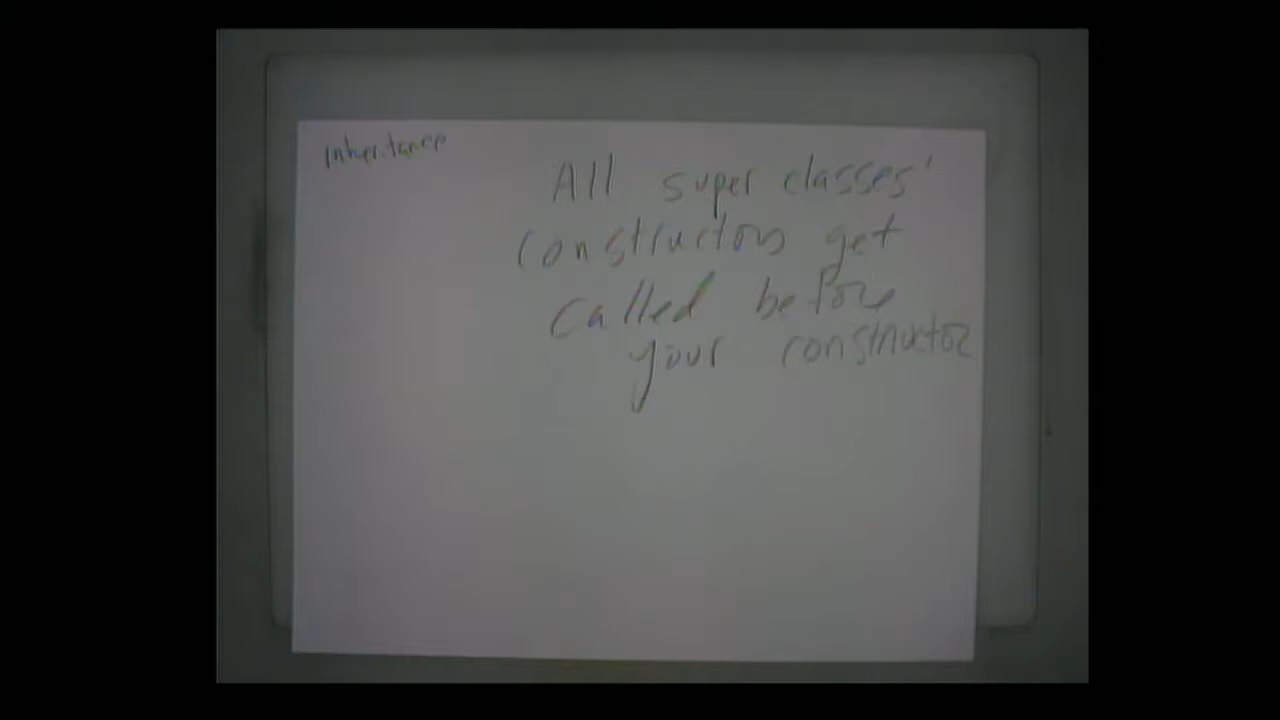 Inheritance
All super classes'
constructors get
called before
your constructor